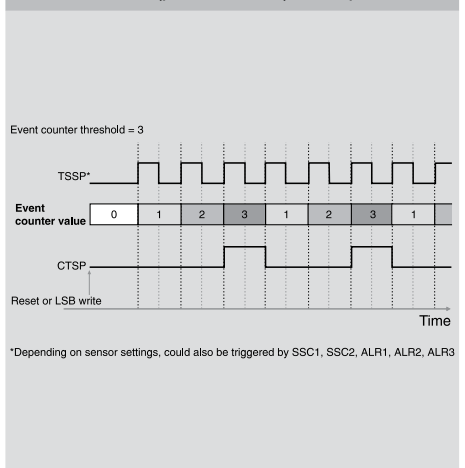 Event counter threshold = 3
TSSP*
Event
counter value
0 1 2 3 1 2 3 1
CTSP
Reset or LSB write
Time
*Depending on sensor settings, could also be triggered by SSC1, SSC2, ALR1, ALR2, ALR3